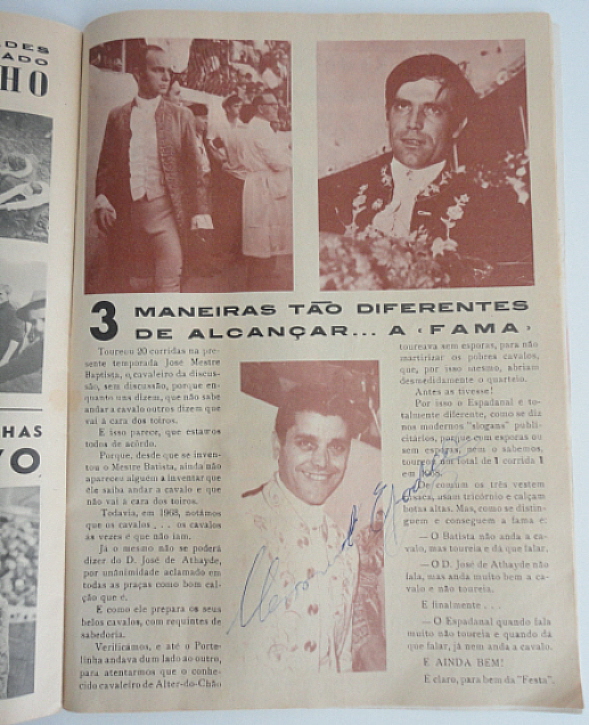 DES
ADO
HO
HAS
VO
3 MANEIRAS TÃO DIFERENTES
DE ALCANÇAR... A ‹FAMA›
Toureou 20 corridas na pre-
sente temporada José Mestre
Baptista, o cavaleiro da discus-
são, sem discussão, porque en-
quanto uns dizem, que não sabe
andar a cavalo outros dizem que
vai à cara dos toiros.
E isso parece, que estamos
todos de acôrdo.
Porque, desde que se inven-
tou o Mestre Batista, ainda não
apareceu alguém a inventar que
êle saiba andar a cavalo e que
não vai à cara dos toiros.
Todavia, em 1968, notámos
que os cavalos... os cavalos
às vezes é que não iam.
Já o mesmo não se poderá
dizer do D. José de Athayde,
por unânimidade aclamado em
todas as praças como bom cal-
ção que é.
E como ele prepara os seus
belos cavalos, com requintes de
sabedoria.
Verificámos, e até o Porte-
linha andava dum lado ao outro,
para atentarmos que o conhe-
cido cavaleiro de Alter-do-Chão
toureava sem esporas, para não
martirizar os pobres cavalos,
que, por isso mesmo, abriam
desmedidamente o quarteio.
Antes as tivesse!
Por isso o Espadanal é to-
talmente diferente, como se diz
nos modernos "slogans" publi-
citários, porque com esporas ou
sem esporas, nem o sabemos,
toureou um total de 1 corrida 1
em 1968.
De comum os três vestem
casaca, usam tricórnio e calçam
botas altas. Mas, como se distin-
guem e conseguem a fama é:
— O Batista não anda a ca-
valo, mas toureia e dá que falar.
— O D. José de Athayde não
fala, mas anda muito bem a ca-
valo e não toureia.
E finalmente...
— O Espadanal quando fala
muito não toureia e quando dá
que falar, já nem anda a cavalo.
E AINDA BEM!
É claro, para bem da "Festa".